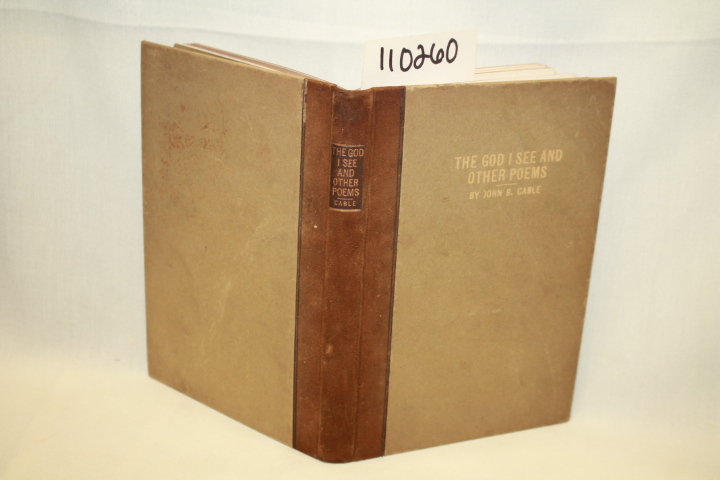 110260
THE GOD
I SEE
AND
OTHER
POEMS
CABLE
THE GOD I SEE AND
OTHER POEMS
BY JOHN S. CABLE